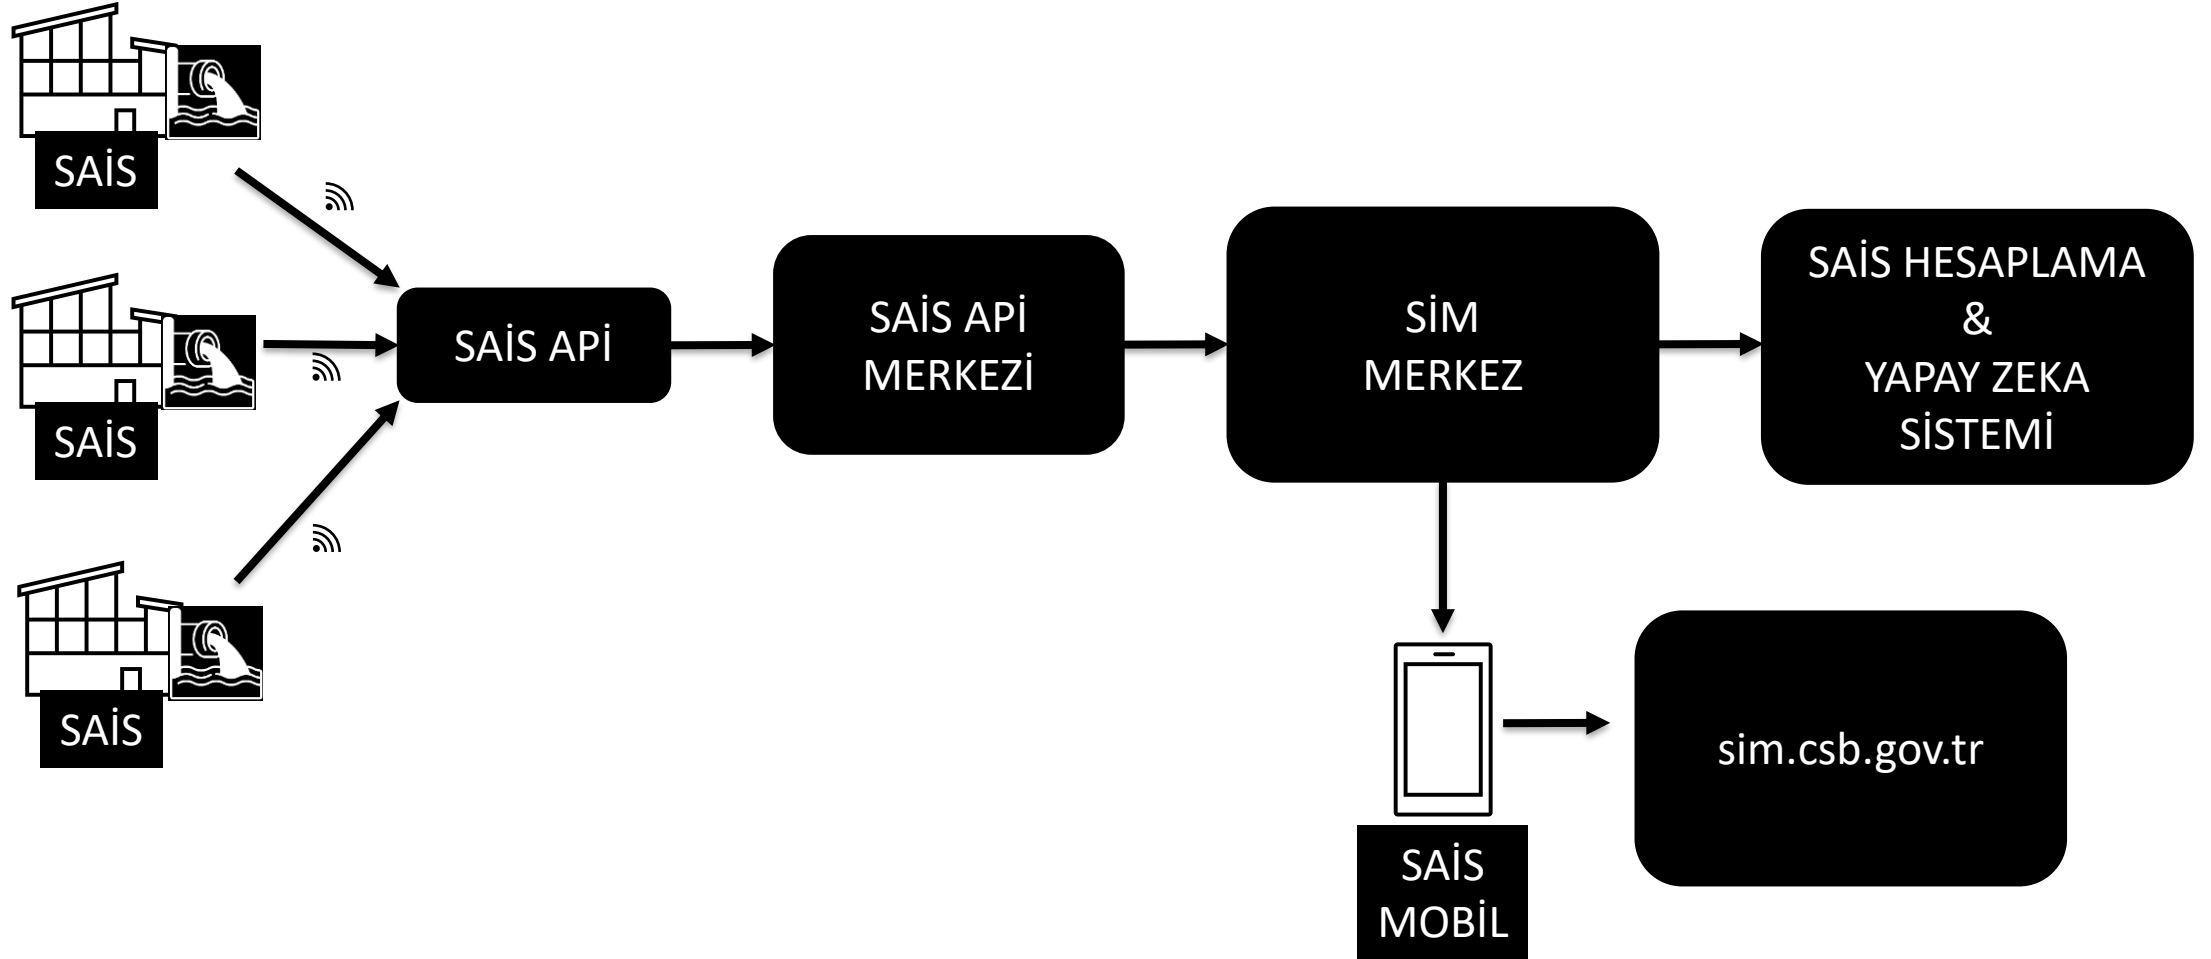 SAİS
SAİS
SAİS
SAİS APİ
SAİS APİ
MERKEZİ
SİM
MERKEZ
SAİS HESAPLAMA
&
YAPAY ZEKA
SİSTEMİ
SAİS
MOBİL
sim.csb.gov.tr